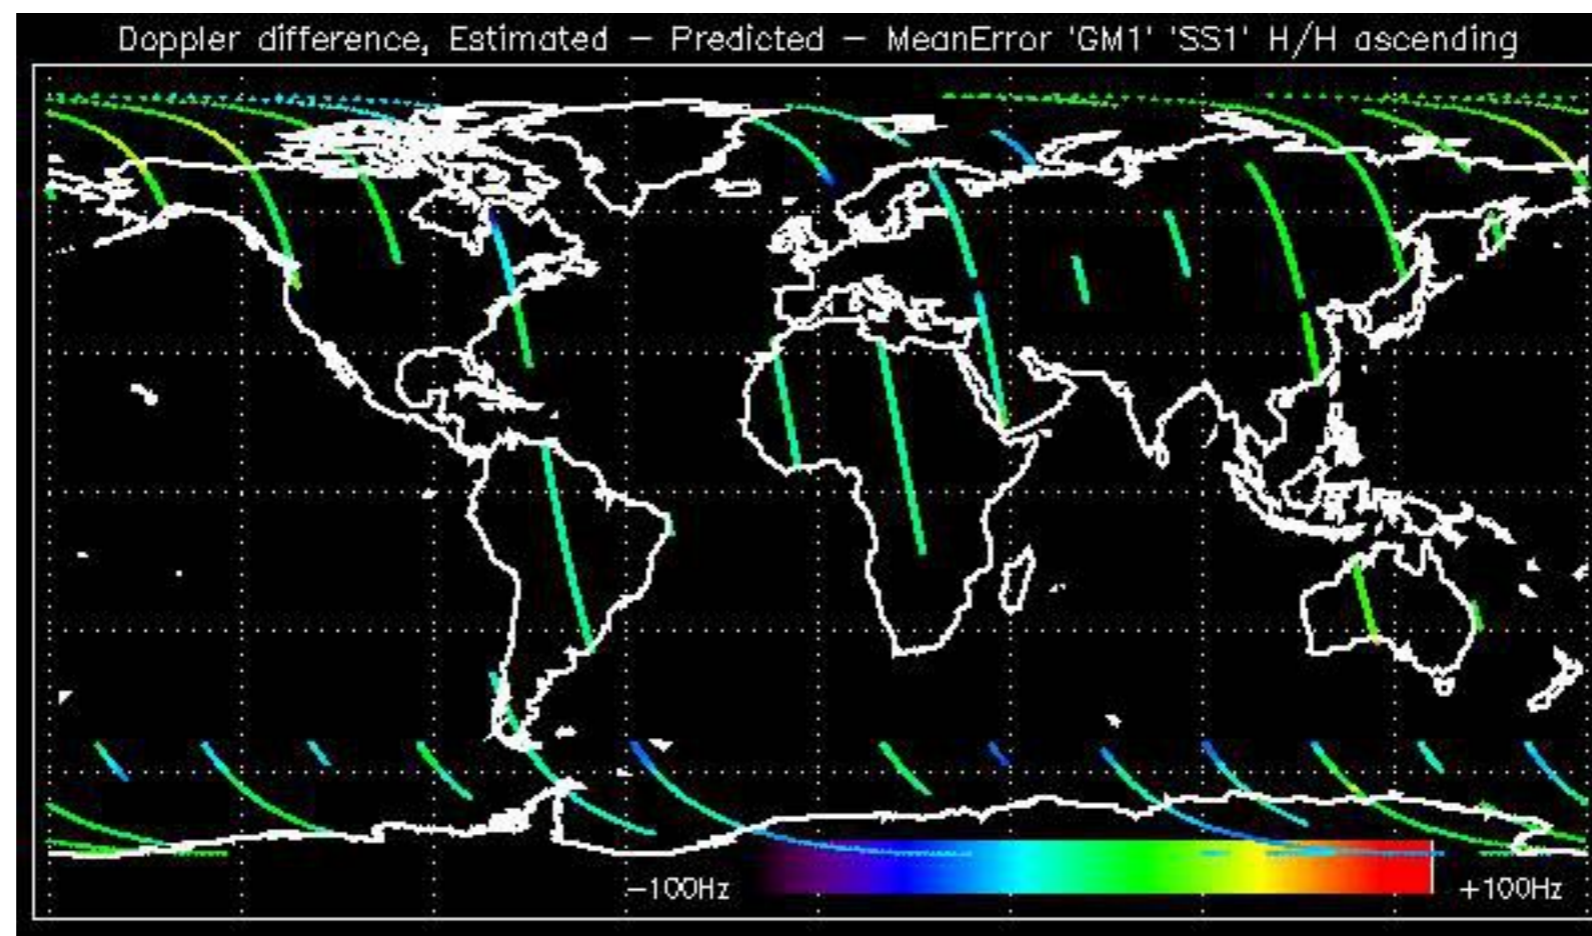 Doppler difference, Estimated – Predicted – MeanError 'GM1' 'SS1' H/H ascending
−100Hz
+100Hz